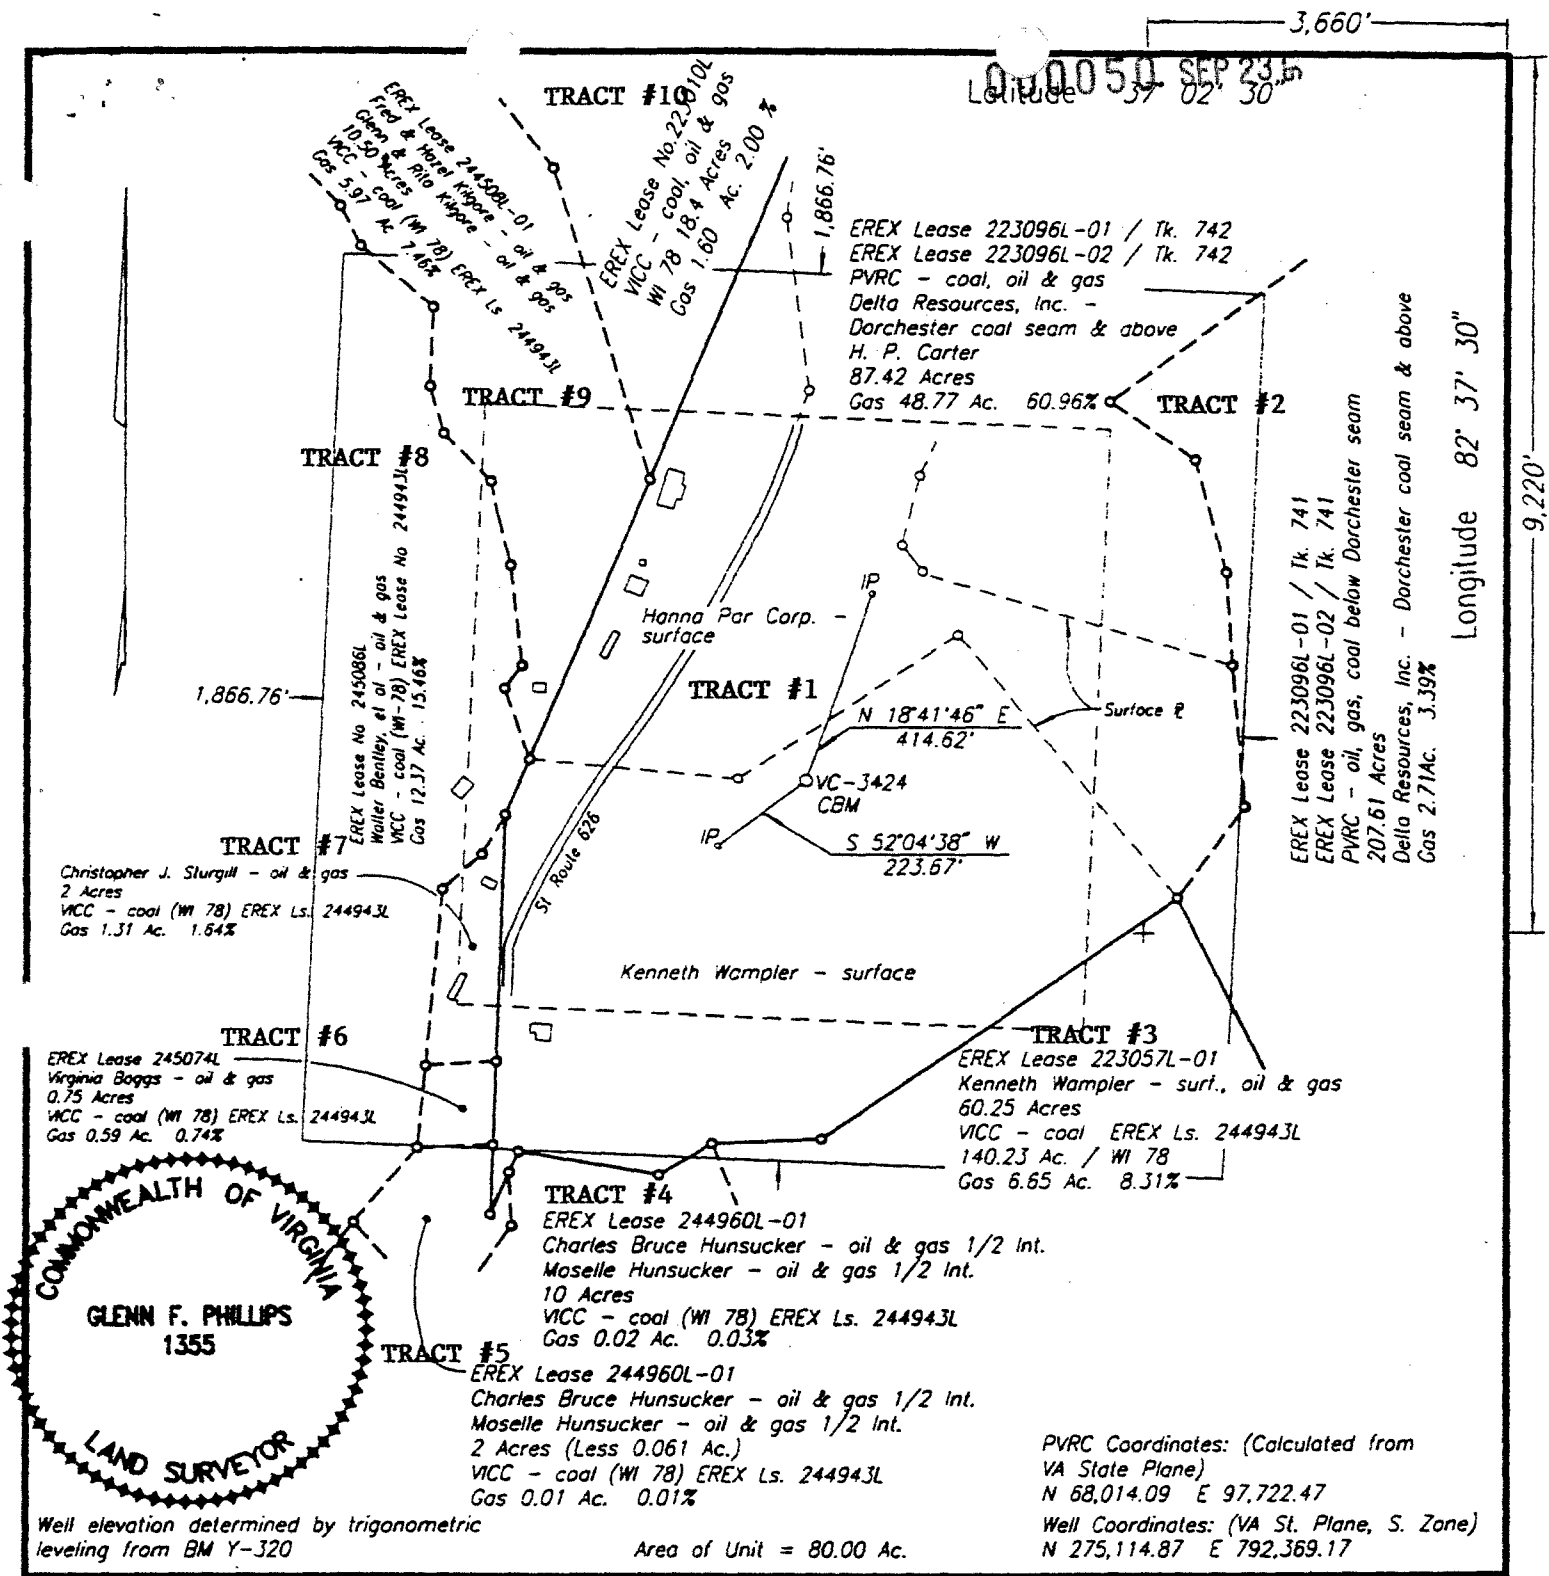 3,660'
000050 SEP 23
Latitude 37° 02' 30"
TRACT #10
EREX Lease No.223010L
VICC - coal, oil & gas
WI 78 18.4 Acres
Gas 1.60 Ac. 2.00 %
EREX Lease 244508L-01
Fred & Hazel Kilgore - oil & gas
Glenn & Rita Kilgore - oil & gas
10.50 Acres
VICC - coal (WI 78) EREX Ls 244943L
Gas 5.97 Ac. 7.46%
1,866.76'
EREX Lease 223096L-01 / Tk. 742
EREX Lease 223096L-02 / Tk. 742
PVRC - coal, oil & gas
Delta Resources, Inc. -
Dorchester coal seam & above
H. P. Carter
87.42 Acres
Gas 48.77 Ac. 60.96%
TRACT #9
TRACT #2
TRACT #8
EREX Lease No 245086L
Walter Bentley, et al - oil & gas
VICC - coal (WI-78) EREX Lease No 244943L
Gas 12.37 Ac. 15.46%
EREX Lease 223096L-01 / Tk. 741
EREX Lease 223096L-02 / Tk. 741
PVRC - oil, gas, coal below Dorchester seam
207.61 Acres
Delta Resources, Inc. - Dorchester coal seam & above
Gas 2.71Ac. 3.39%
Longitude 82° 37' 30"
9,220'
IP
Hanna Par Corp. -
surface
TRACT #1
1,866.76'
N 18°41'46" E
414.62'
Surface ⅊
VC-3424
CBM
IP
S 52°04'38" W
223.67'
St Route 626
TRACT #7
Christopher J. Sturgill - oil & gas
2 Acres
VICC - coal (WI 78) EREX Ls. 244943L
Gas 1.31 Ac. 1.64%
Kenneth Wampler - surface
TRACT #6
EREX Lease 245074L
Virginia Boggs - oil & gas
0.75 Acres
VICC - coal (WI 78) EREX Ls. 244943L
Gas 0.59 Ac. 0.74%
TRACT #3
EREX Lease 223057L-01
Kenneth Wampler - surf., oil & gas
60.25 Acres
VICC - coal EREX Ls. 244943L
140.23 Ac. / WI 78
Gas 6.65 Ac. 8.31%
TRACT #4
EREX Lease 244960L-01
Charles Bruce Hunsucker - oil & gas 1/2 Int.
Moselle Hunsucker - oil & gas 1/2 Int.
10 Acres
VICC - coal (WI 78) EREX Ls. 244943L
Gas 0.02 Ac. 0.03%
COMMONWEALTH OF VIRGINIA
GLENN F. PHILLIPS
1355
LAND SURVEYOR
TRACT #5
EREX Lease 244960L-01
Charles Bruce Hunsucker - oil & gas 1/2 Int.
Moselle Hunsucker - oil & gas 1/2 Int.
2 Acres (Less 0.061 Ac.)
VICC - coal (WI 78) EREX Ls. 244943L
Gas 0.01 Ac. 0.01%
PVRC Coordinates: (Calculated from
VA State Plane)
N 68,014.09 E 97,722.47
Well Coordinates: (VA St. Plane, S. Zone)
N 275,114.87 E 792,369.17
Well elevation determined by trigonometric
leveling from BM Y-320
Area of Unit = 80.00 Ac.